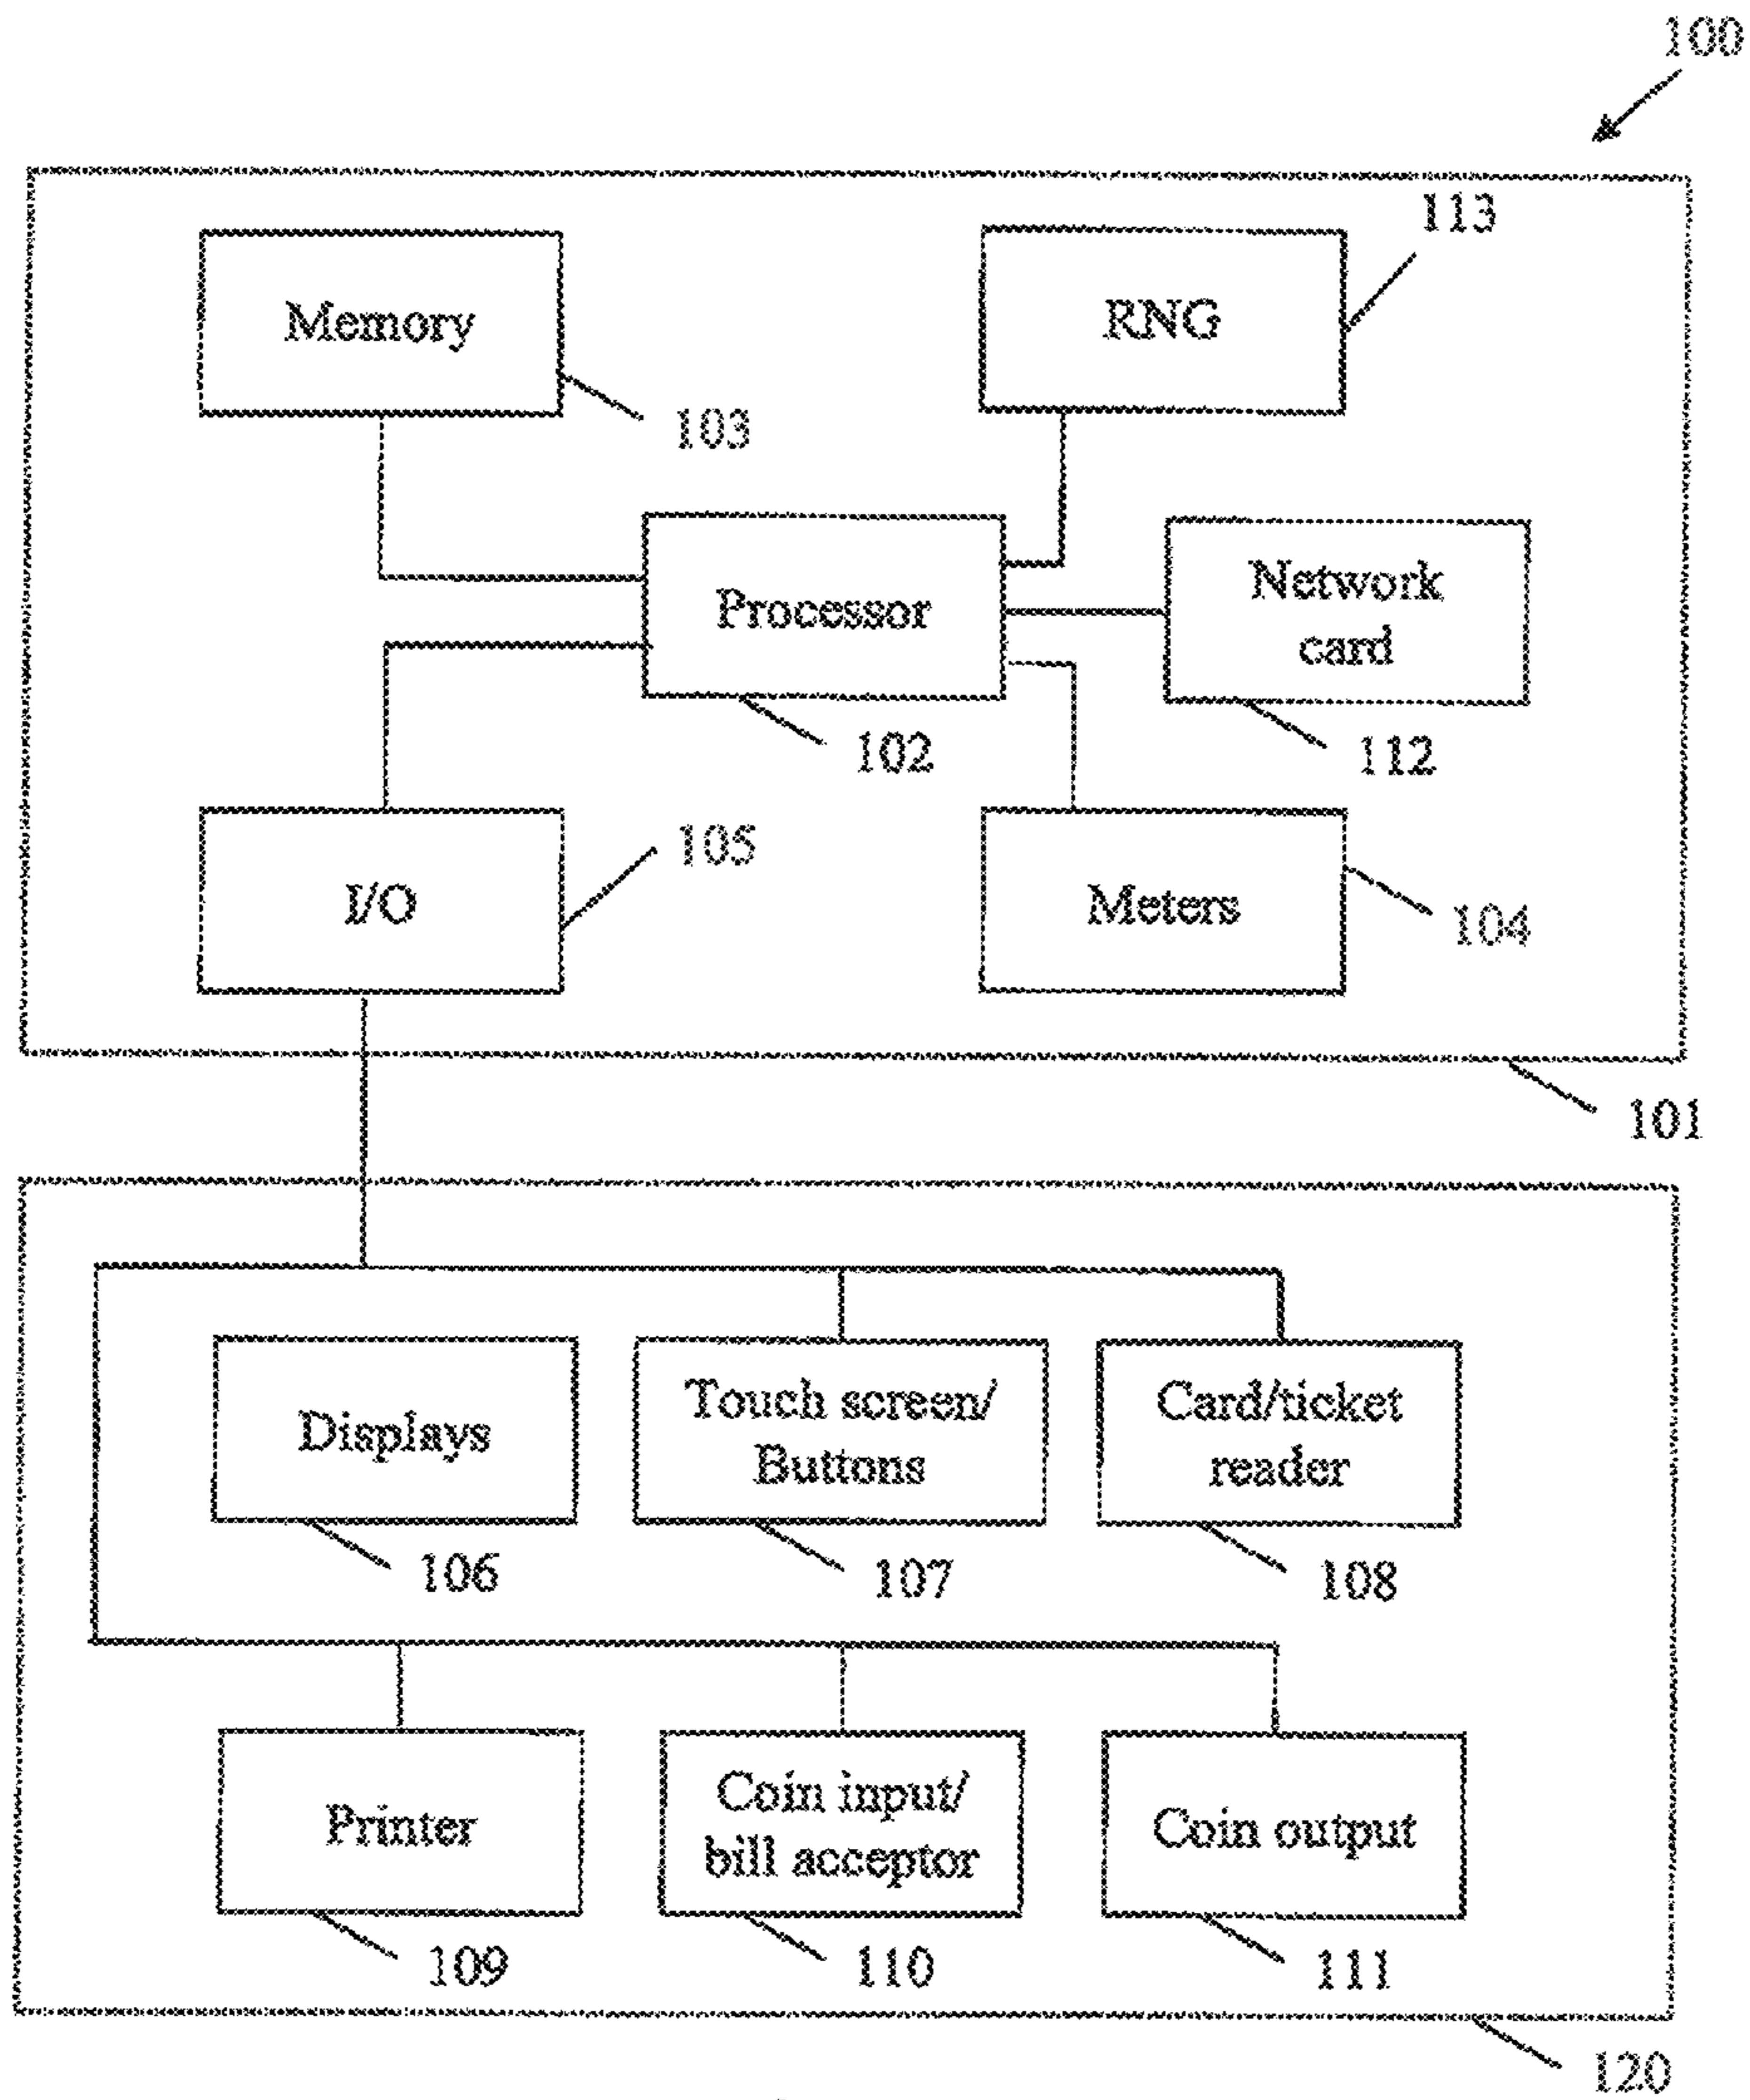 100
113
Memory
RNG
103
Processor
Network
card
102
112
I/O
105
Meters
104
101
Displays
Touch screen/
Buttons
Card/ticket
reader
106
107
108
Printer
Coin input/
bill acceptor
Coin output
109
110
111
120